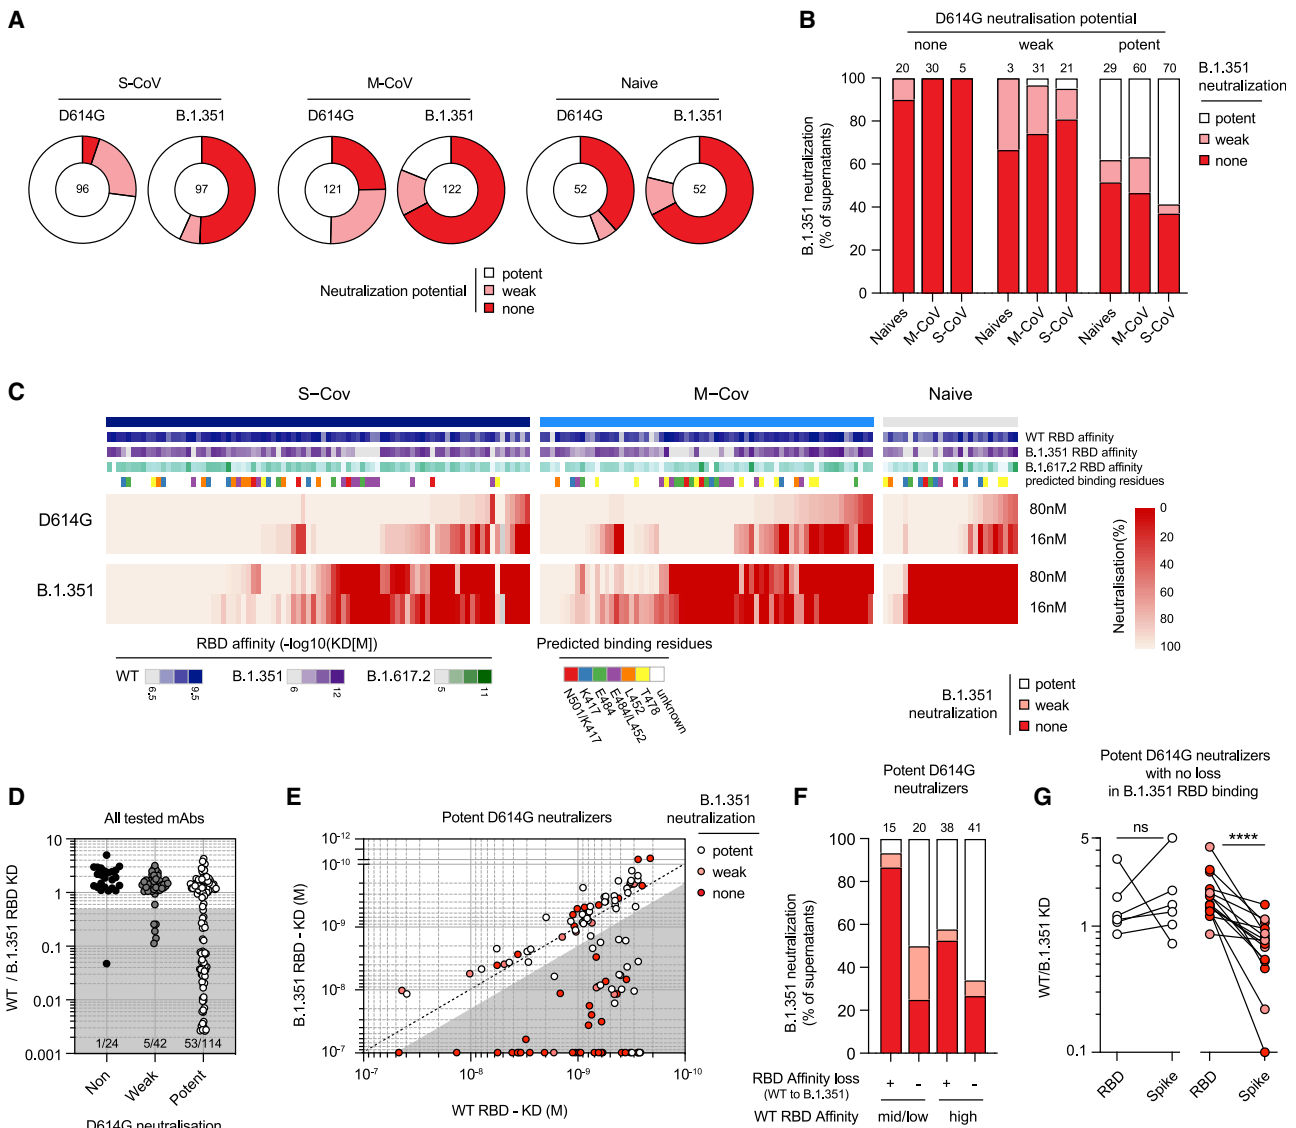 A
S-CoV
M-CoV
Naive
D614G
B.1.351
D614G
B.1.351
D614G
B.1.351
96
97
121
122
52
52
Neutralization potential
potent
weak
none
B
D614G neutralisation potential
none
weak
potent
20 30 5
3 31 21
29 60 70
B.1.351 neutralization
(% of supernatants)
100
80
60
40
20
0
Naives
M-CoV
S-CoV
Naives
M-CoV
S-CoV
Naives
M-CoV
S-CoV
B.1.351
neutralization
potent
weak
none
C
S-Cov
M-Cov
Naive
WT RBD affinity
B.1.351 RBD affinity
B.1.617.2 RBD affinity
predicted binding residues
D614G
80nM
16nM
B.1.351
80nM
16nM
Neutralisation(%)
0
20
40
60
80
100
RBD affinity (-log10(KD[M])
WT
6,5
9,5
B.1.351
6
12
B.1.617.2
5
11
Predicted binding residues
N501/K417
K417
E484
E484/L452
L452
T478
unknown
B.1.351
neutralization
potent
weak
none
D
All tested mAbs
WT / B.1.351 RBD KD
10
1
0.1
0.01
0.001
1/24
5/42
53/114
Non
Weak
Potent
D614G neutralisation
E
Potent D614G neutralizers
B.1.351
neutralization
potent
weak
none
B.1.351 RBD - KD (M)
10-12
10-10
10-9
10-8
10-7
10-7
10-8
10-9
10-10
WT RBD - KD (M)
F
Potent D614G
neutralizers
15 20 38 41
B.1.351 neutralization
(% of supernatants)
100
80
60
40
20
0
RBD Affinity loss
(WT to B.1.351)
+ - + -
WT RBD Affinity
mid/low
high
G
Potent D614G neutralizers
with no loss
in B.1.351 RBD binding
ns
****
WT/B.1.351 KD
5
1
0.1
RBD
Spike
RBD
Spike